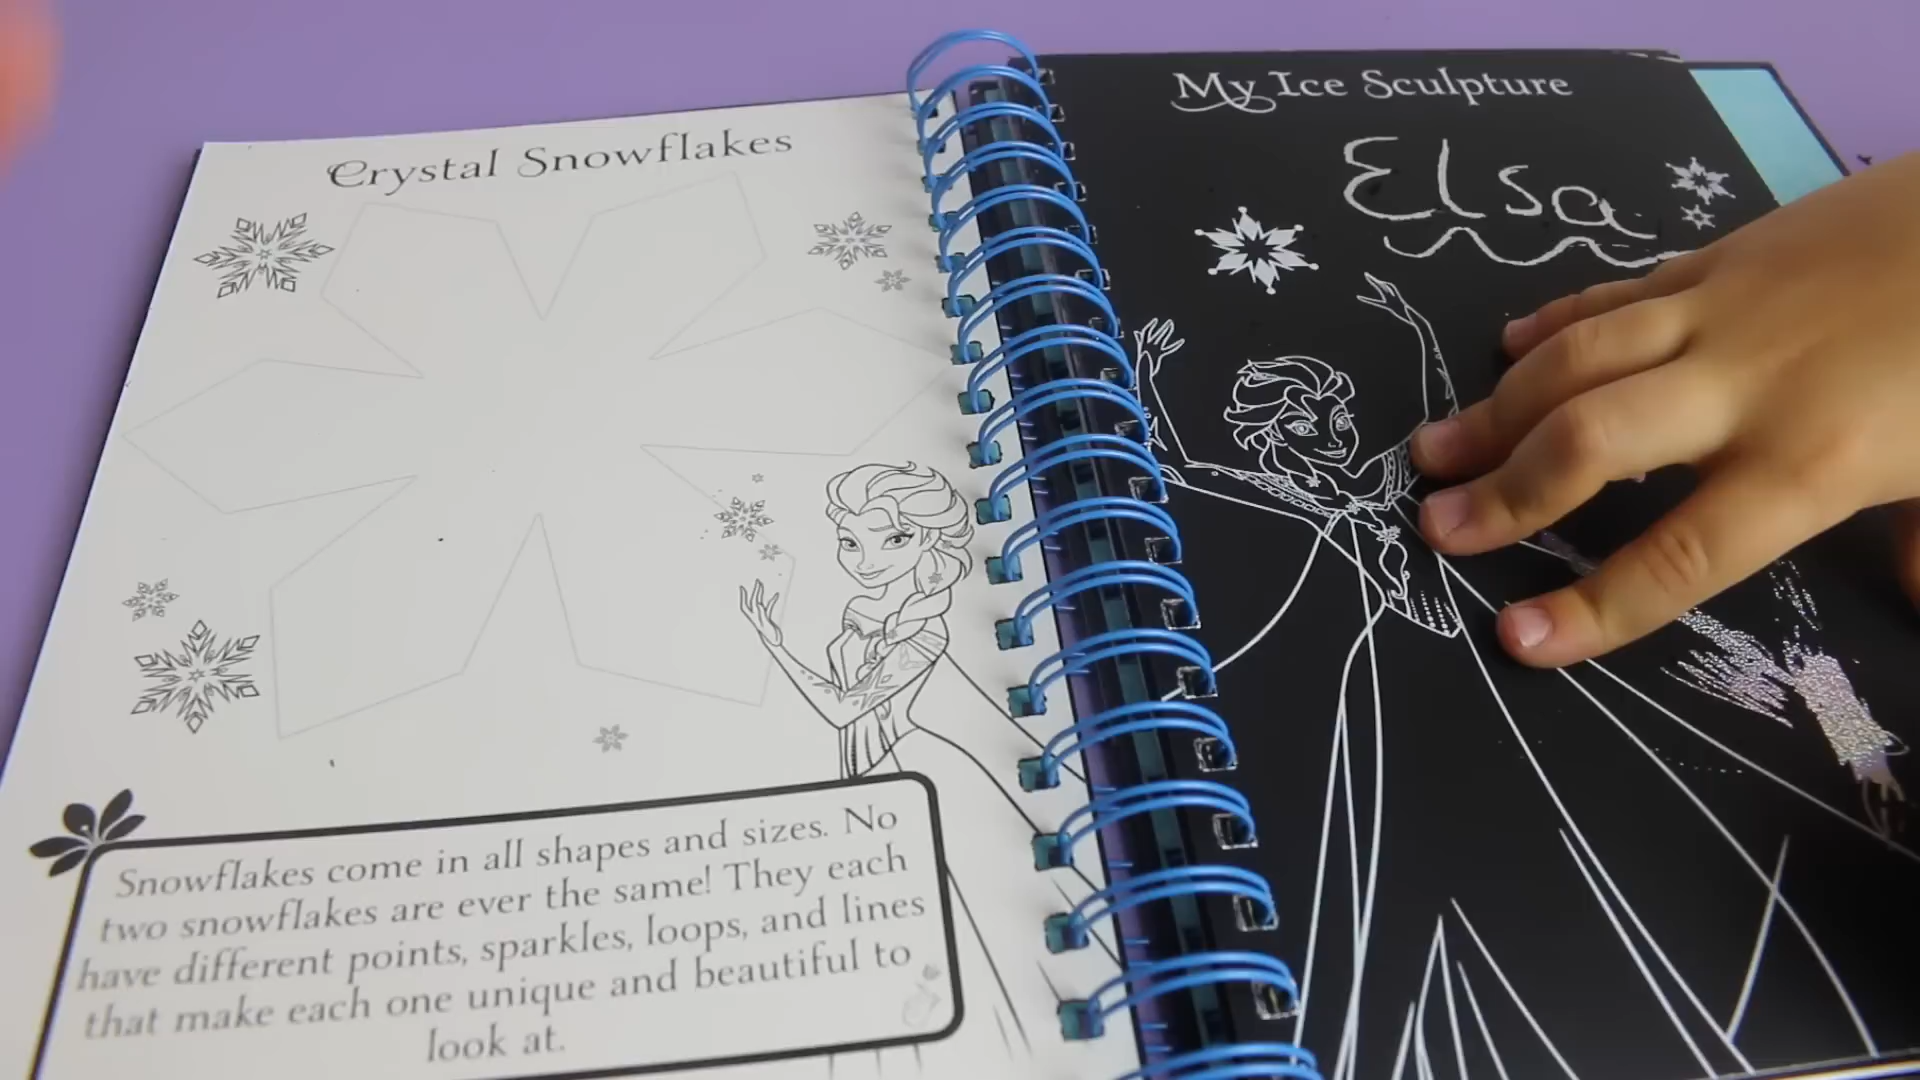 Crystal Snowflakes
Snowflakes come in all shapes and sizes. No
two snowflakes are ever the same! They each
have different points, sparkles, loops, and lines
that make each one unique and beautiful to
look at.
My Ice Sculpture
Elsa